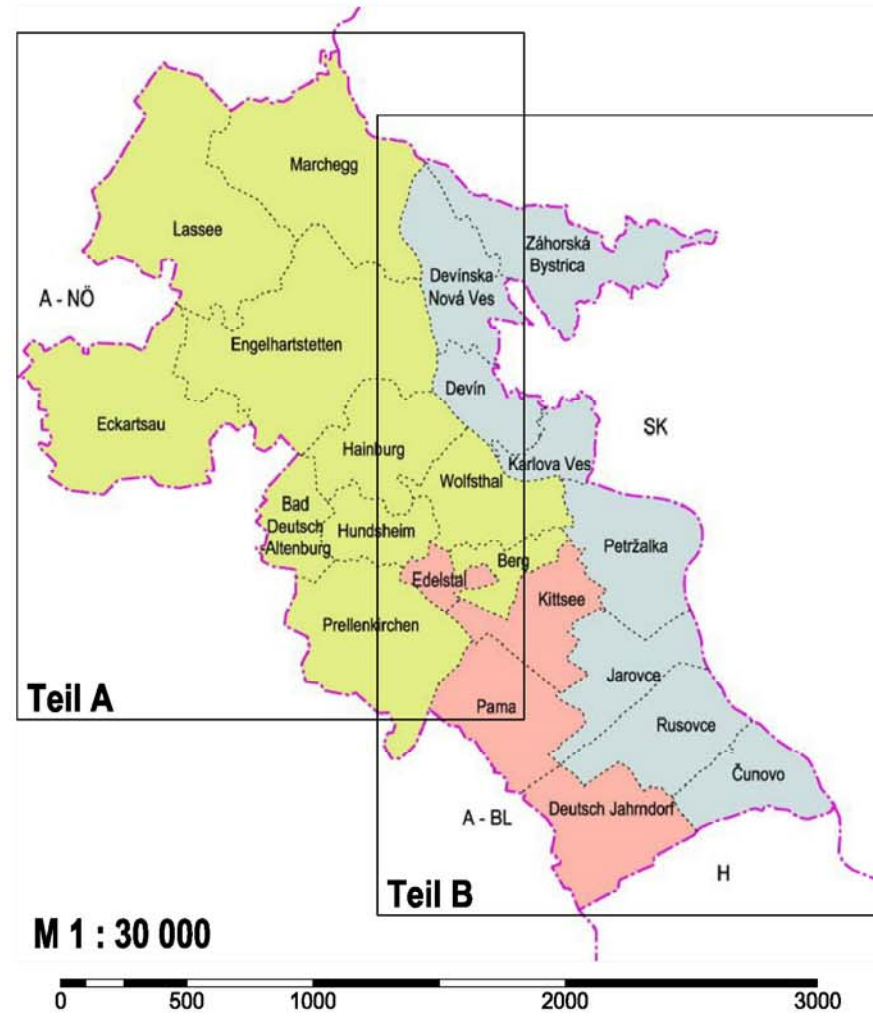 Marchegg
Lassee
Záhorská
Bystrica
Devínska
Nová Ves
A - NÖ
Engelhartstetten
Devín
Eckartsau
SK
Hainburg
Karlova Ves
Wolfsthal
Bad
Deutsch
-Altenburg
Hundsheim
Petržalka
Berg
Edelstal
Kittsee
Prellenkirchen
Jarovce
Teil A
Pama
Rusovce
Čunovo
A - BL
Deutsch Jahrndorf
H
Teil B
M 1 : 30 000
0 500 1000 2000 3000